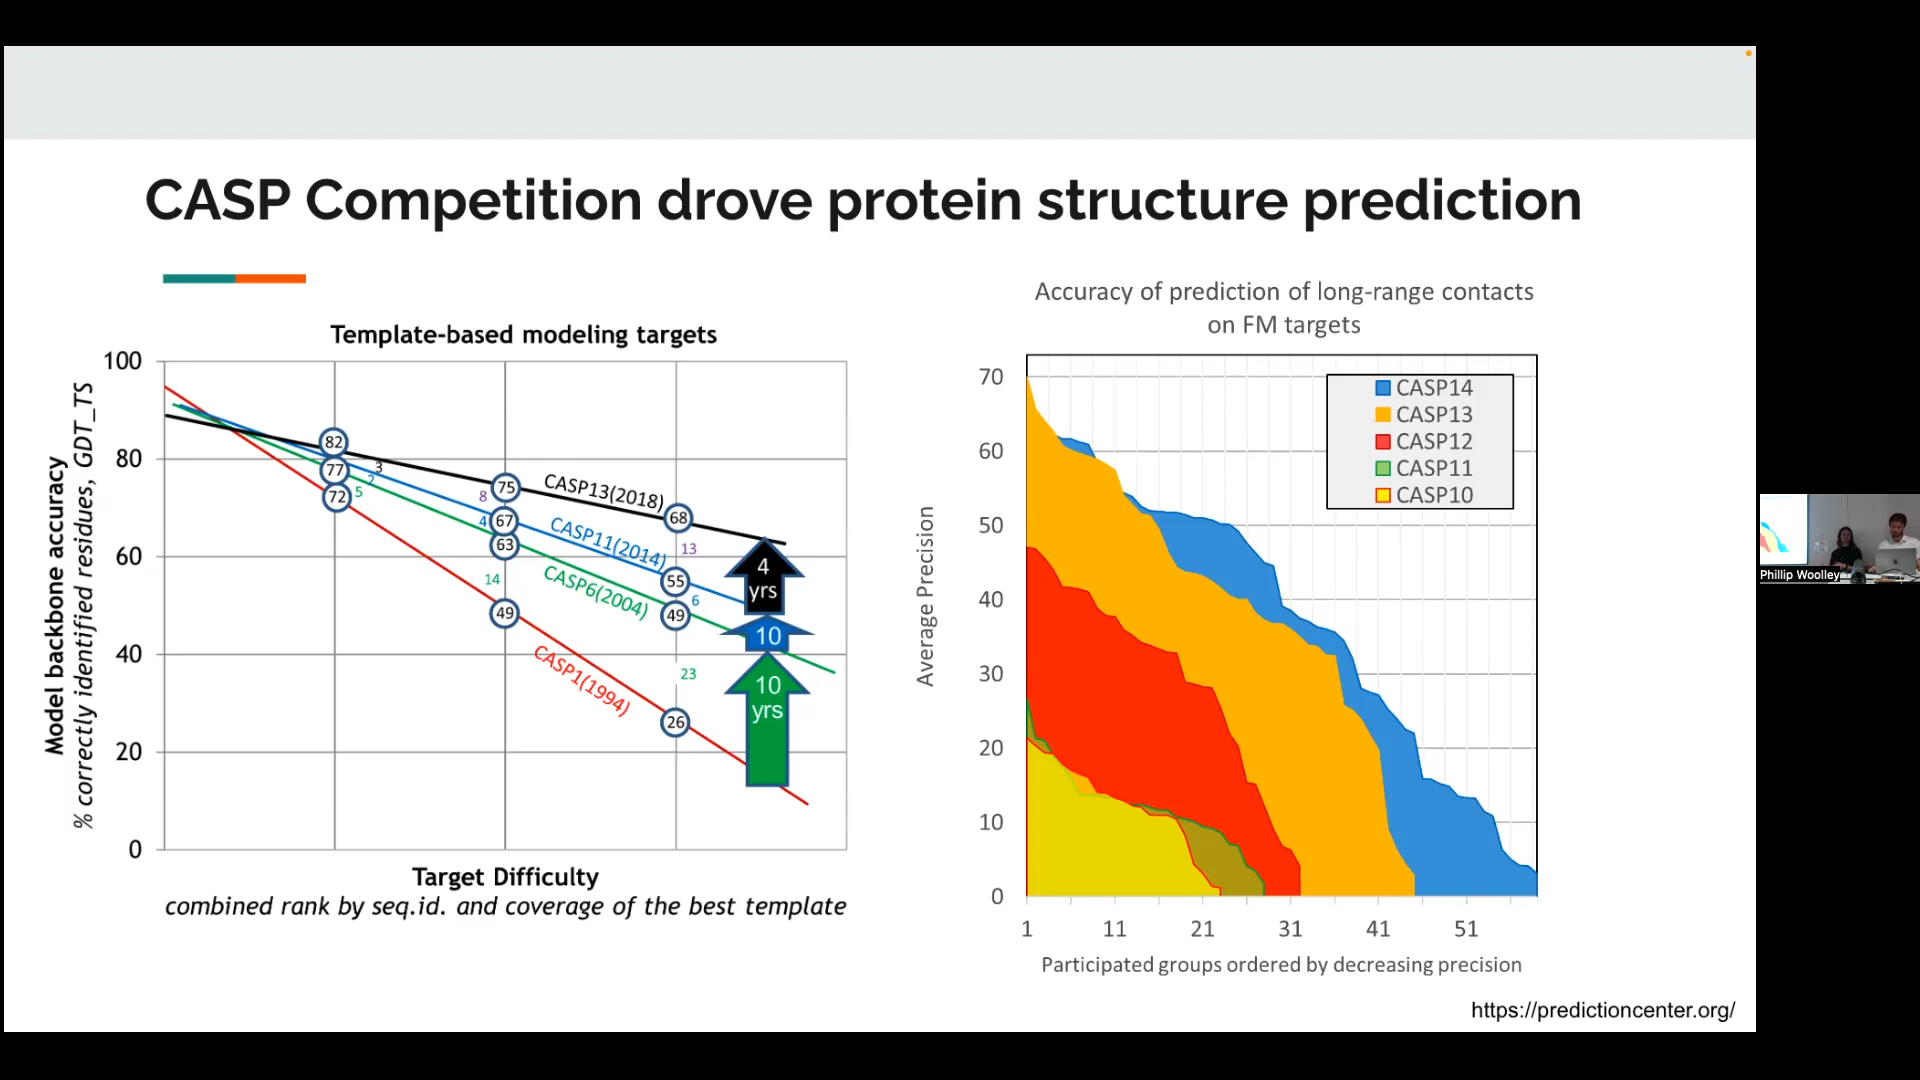 CASP Competition drove protein structure prediction
Template-based modeling targets
Model backbone accuracy
% correctly identified residues, GDT_TS
100
80
60
40
20
0
82
77
72
3
2
5
75
67
63
49
8
4
14
68
55
49
26
13
6
23
CASP13(2018)
CASP11(2014)
CASP6(2004)
CASP1(1994)
4
yrs
10
10
yrs
Target Difficulty
combined rank by seq.id. and coverage of the best template
Accuracy of prediction of long-range contacts
on FM targets
Average Precision
70
60
50
40
30
20
10
0
CASP14
CASP13
CASP12
CASP11
CASP10
1 11 21 31 41 51
Participated groups ordered by decreasing precision
https://predictioncenter.org/
Phillip Woolley